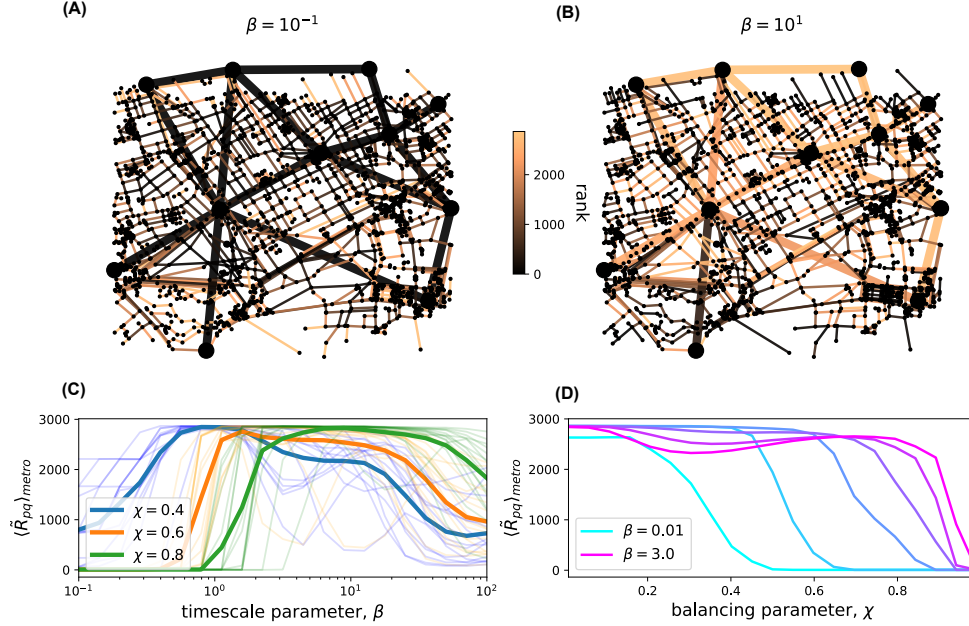 (A)
β = 10⁻¹
(B)
β = 10¹
2000
1000
0
rank
(C)
3000
2000
1000
0
⟨R̃pq⟩metro
χ = 0.4
χ = 0.6
χ = 0.8
10⁻¹ 10⁰ 10¹ 10²
timescale parameter, β
(D)
3000
2000
1000
0
⟨R̃pq⟩metro
β = 0.01
β = 3.0
0.2 0.4 0.6 0.8
balancing parameter, χ